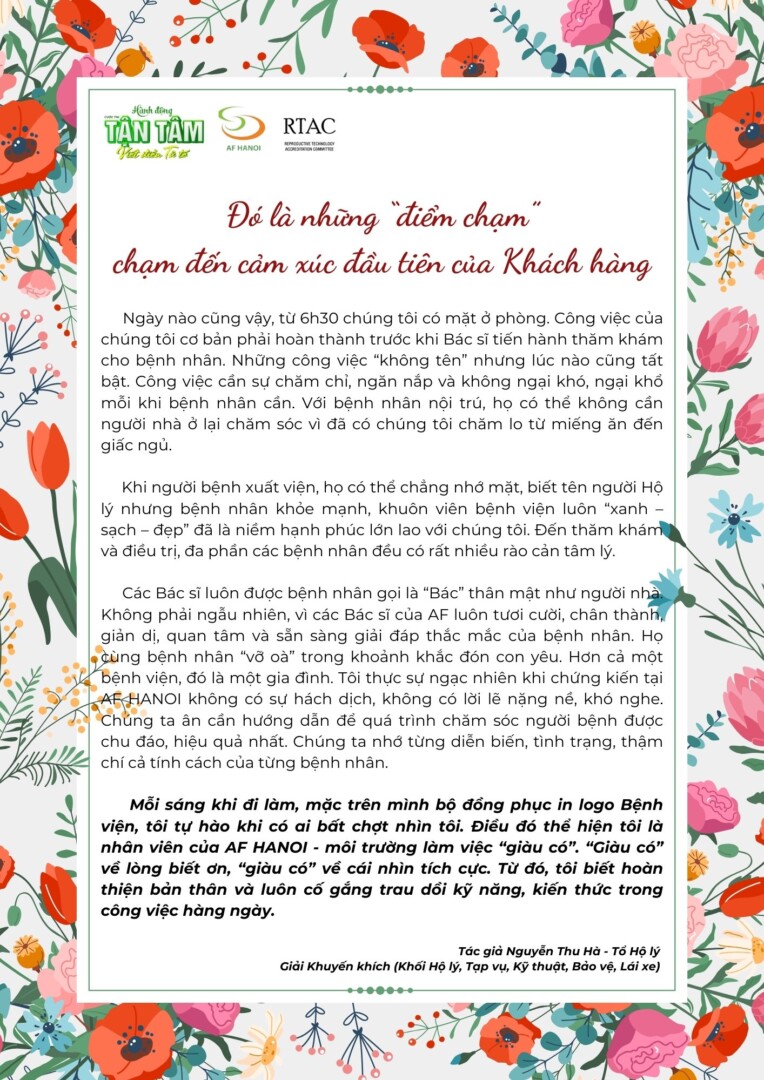 Hành động
TẬN TÂM
Phát triển Tử tế
AF HANOI
RTAC
REPRODUCTIVE TECHNOLOGY
ACCREDITATION COMMITTEE
Đó là những “điểm chạm”
chạm đến cảm xúc đầu tiên của Khách hàng
Ngày nào cũng vậy, từ 6h30 chúng tôi có mặt ở phòng. Công việc của
chúng tôi cơ bản phải hoàn thành trước khi Bác sĩ tiến hành thăm khám
cho bệnh nhân. Những công việc “không tên” nhưng lúc nào cũng tất
bật. Công việc cần sự chăm chỉ, ngăn nắp và không ngại khó, ngại khổ
mỗi khi bệnh nhân cần. Với bệnh nhân nội trú, họ có thể không cần
người nhà ở lại chăm sóc vì đã có chúng tôi chăm lo từ miếng ăn đến
giấc ngủ.
Khi người bệnh xuất viện, họ có thể chẳng nhớ mặt, biết tên người Hộ
lý nhưng bệnh nhân khỏe mạnh, khuôn viên bệnh viện luôn “xanh –
sạch – đẹp” đã là niềm hạnh phúc lớn lao với chúng tôi. Đến thăm khám
và điều trị, đa phần các bệnh nhân đều có rất nhiều rào cản tâm lý.
Các Bác sĩ luôn được bệnh nhân gọi là “Bác” thân mật như người nhà.
Không phải ngẫu nhiên, vì các Bác sĩ của AF luôn tươi cười, chân thành,
giản dị, quan tâm và sẵn sàng giải đáp thắc mắc của bệnh nhân. Họ
cùng bệnh nhân “vỡ oà” trong khoảnh khắc đón con yêu. Hơn cả một
bệnh viện, đó là một gia đình. Tôi thực sự ngạc nhiên khi chứng kiến tại
AF HANOI không có sự hách dịch, không có lời lẽ nặng nề, khó nghe.
Chúng ta ân cần hướng dẫn để quá trình chăm sóc người bệnh được
chu đáo, hiệu quả nhất. Chúng ta nhớ từng diễn biến, tình trạng, thậm
chí cả tính cách của từng bệnh nhân.
Mỗi sáng khi đi làm, mặc trên mình bộ đồng phục in logo Bệnh
viện, tôi tự hào khi có ai bất chợt nhìn tôi. Điều đó thể hiện tôi là
nhân viên của AF HANOI - môi trường làm việc “giàu có”. “Giàu có”
về lòng biết ơn, “giàu có” về cái nhìn tích cực. Từ đó, tôi biết hoàn
thiện bản thân và luôn cố gắng trau dồi kỹ năng, kiến thức trong
công việc hàng ngày.
Tác giả Nguyễn Thu Hà - Tổ Hộ lý
Giải Khuyến khích (Khối Hộ lý, Tạp vụ, Kỹ thuật, Bảo vệ, Lái xe)